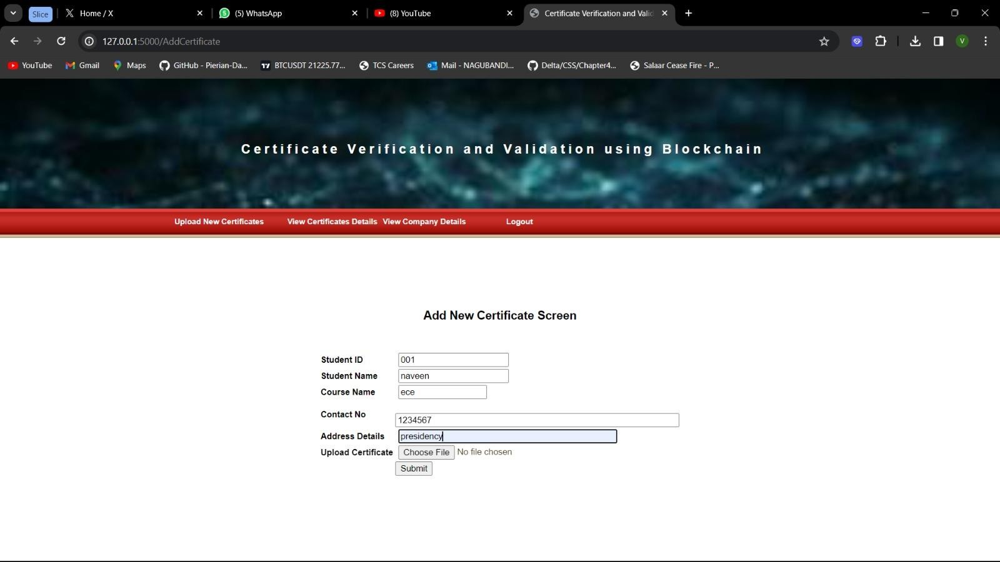 Slice
Home / X
(5) WhatsApp
(8) YouTube
Certificate Verification and Valid
127.0.0.1:5000/AddCertificate
V
YouTube
Gmail
Maps
GitHub - Pierian-Da...
BTCUSDT 21225.77...
TCS Careers
Mail - NAGUBANDI...
Delta/CSS/Chapter4...
Salaar Cease Fire - P...
Certificate Verification and Validation using Blockchain
Upload New Certificates View Certificates Details View Company Details Logout
Add New Certificate Screen
Student ID 001
Student Name naveen
Course Name ece
Contact No 1234567
Address Details presidency
Upload Certificate Choose File No file chosen
Submit